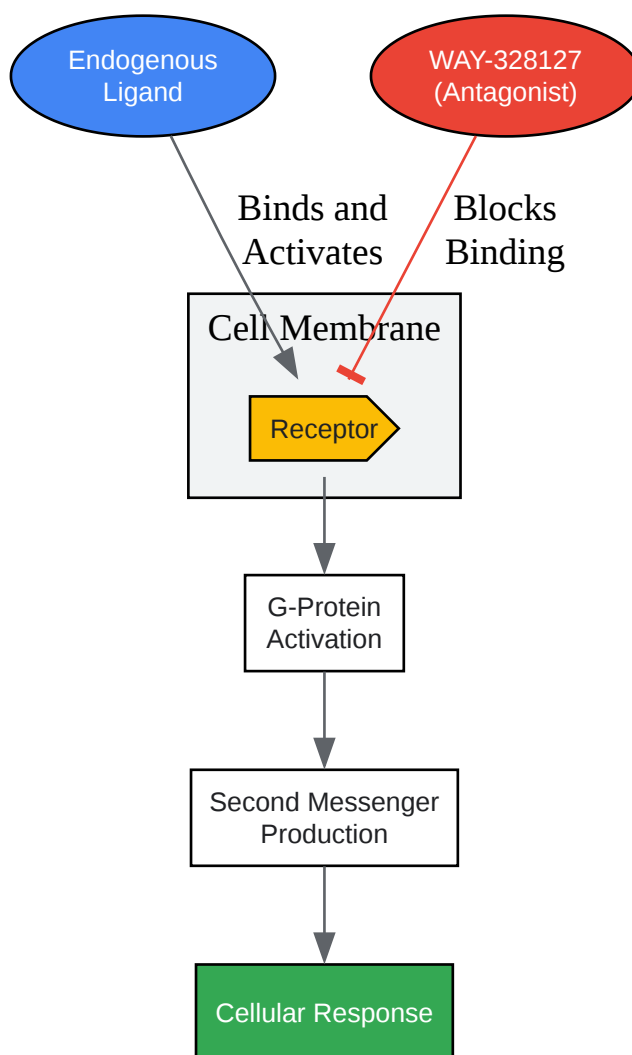 Endogenous
Ligand
WAY-328127
(Antagonist)
Binds and
Activates
Blocks
Binding
Cell Membrane
Receptor
G-Protein
Activation
Second Messenger
Production
Cellular Response